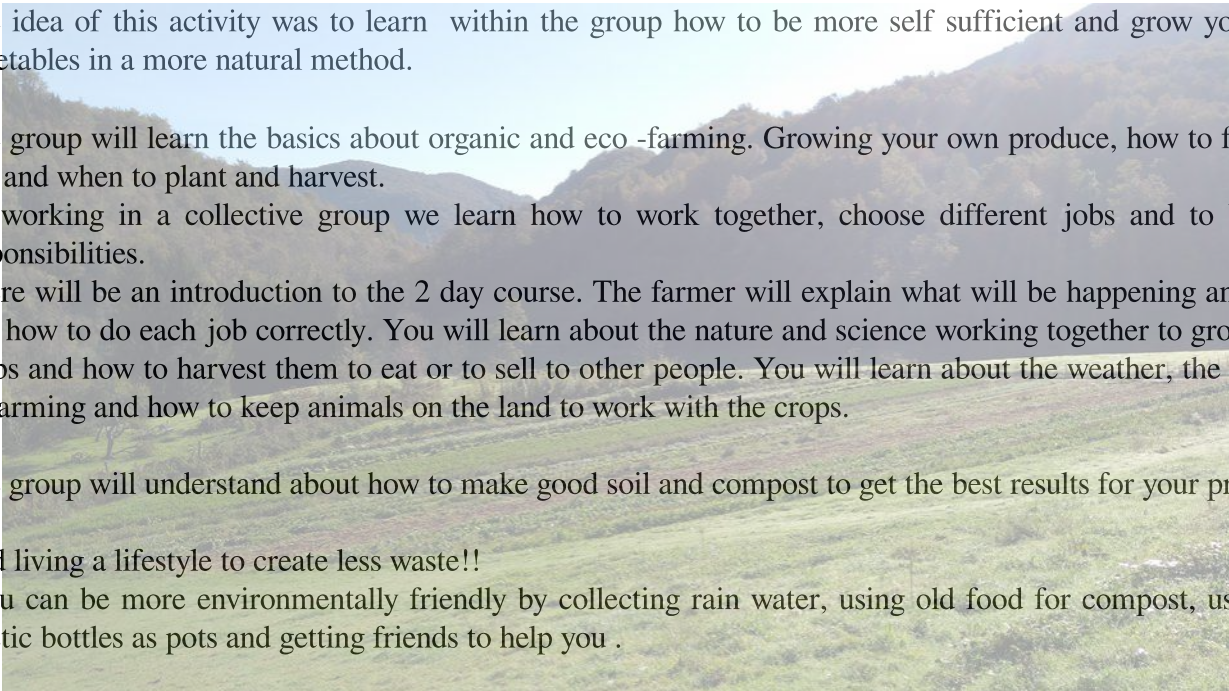 idea of this activity was to learn within the group how to be more self sufficient and grow yo
etables in a more natural method.
group will learn the basics about organic and eco -farming. Growing your own produce, how to f
and when to plant and harvest.
working in a collective group we learn how to work together, choose different jobs and to
ponsibilities.
re will be an introduction to the 2 day course. The farmer will explain what will be happening an
how to do each job correctly. You will learn about the nature and science working together to gro
ps and how to harvest them to eat or to sell to other people. You will learn about the weather, the
arming and how to keep animals on the land to work with the crops.
group will understand about how to make good soil and compost to get the best results for your pr
d living a lifestyle to create less waste!!
u can be more environmentally friendly by collecting rain water, using old food for compost, us
tic bottles as pots and getting friends to help you .